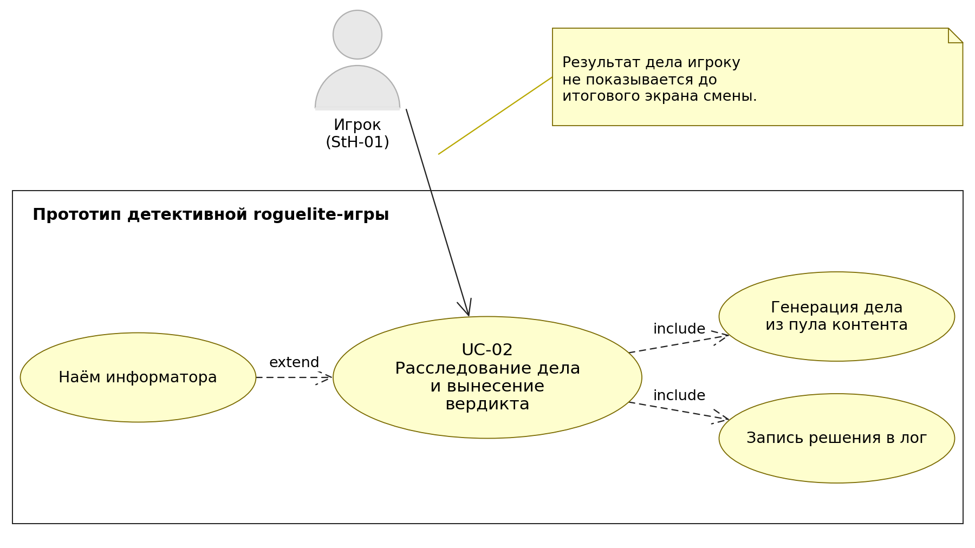 Игрок
(StH-01)
Результат дела игроку
не показывается до
итогового экрана смены.
Прототип детективной roguelite-игры
Наём информатора
extend
UC-02
Расследование дела
и вынесение
вердикта
include
Генерация дела
из пула контента
include
Запись решения в лог